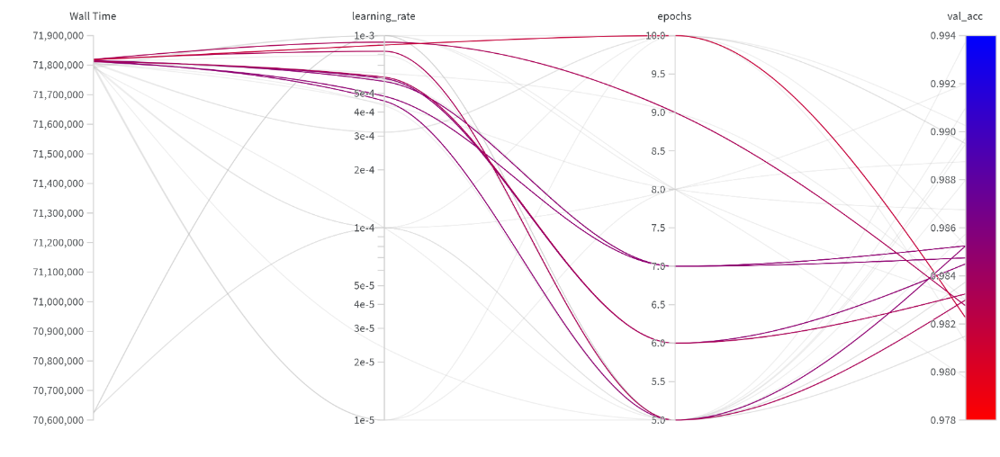 Wall Time
learning_rate
epochs
val_acc
71,900,000
71,800,000
71,700,000
71,600,000
71,500,000
71,400,000
71,300,000
71,200,000
71,100,000
71,000,000
70,900,000
70,800,000
70,700,000
70,600,000
1e-3
5e-4
4e-4
3e-4
2e-4
1e-4
5e-5
4e-5
3e-5
2e-5
1e-5
10.0
9.5
9.0
8.5
8.0
7.5
7.0
6.5
6.0
5.5
5.0
0.994
0.992
0.990
0.988
0.986
0.984
0.982
0.980
0.978